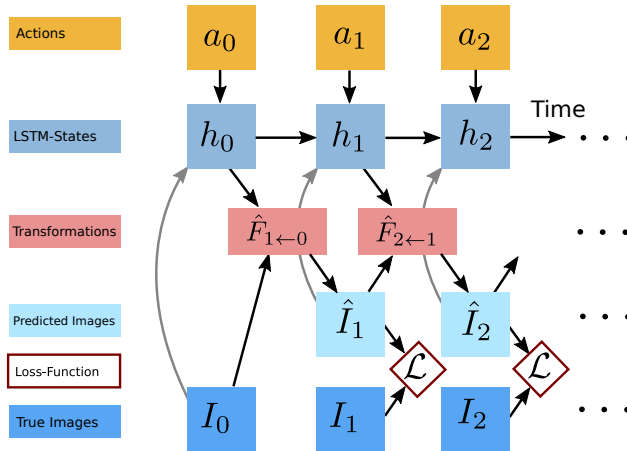 Actions
a₀ a₁ a₂
Time
LSTM-States
h₀ h₁ h₂ . . .
Transformations
F̂₁←₀ F̂₂←₁ . . .
Predicted Images
Î₁ Î₂ . . .
Loss-Function
ℒ ℒ
True Images
I₀ I₁ I₂ . . .